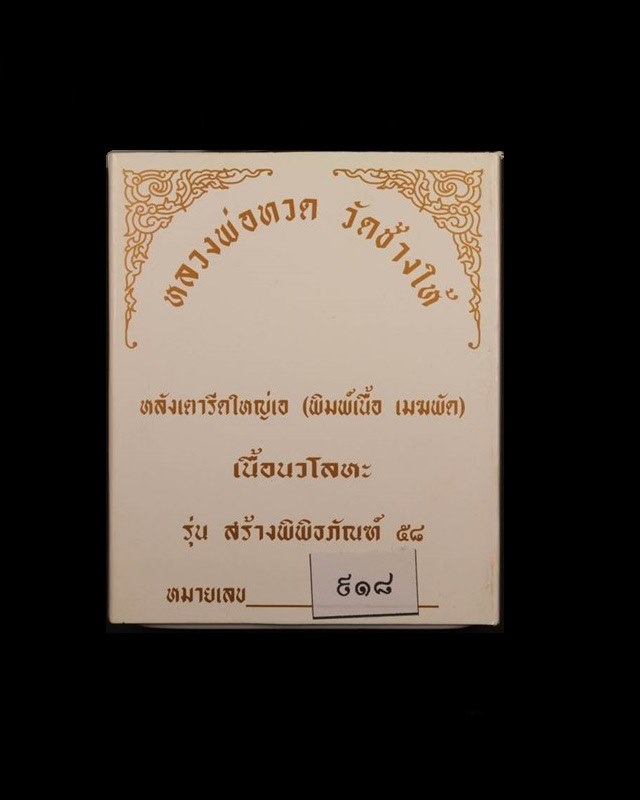 หลวงพ่อทวด วัดช้างให้
หลังเตารีดใหญ่เอ (พิมพ์เนื้อ เมฆพัด)
เนื้อนวโลหะ
รุ่น สร้างพิพิธภัณฑ์ ๕๘
หมายเลข ๙๑๘